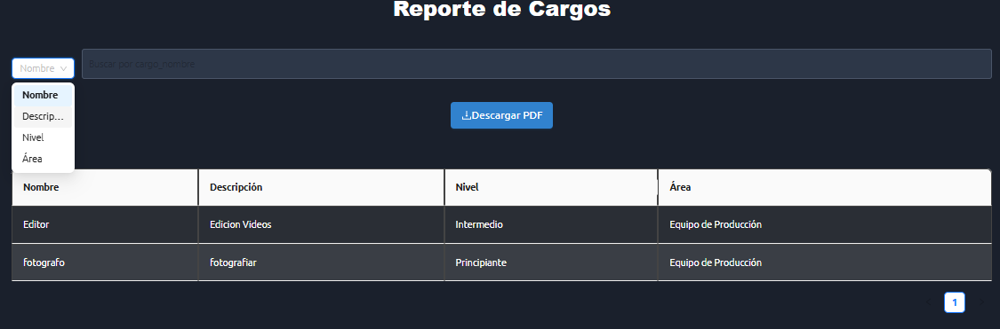 Reporte de Cargos
Nombre
Buscar por cargo_nombre
Nombre
Descrip...
Nivel
Área
Descargar PDF
Nombre Descripción Nivel Área
Editor Edicion Videos Intermedio Equipo de Producción
fotografo fotografiar Principiante Equipo de Producción
1